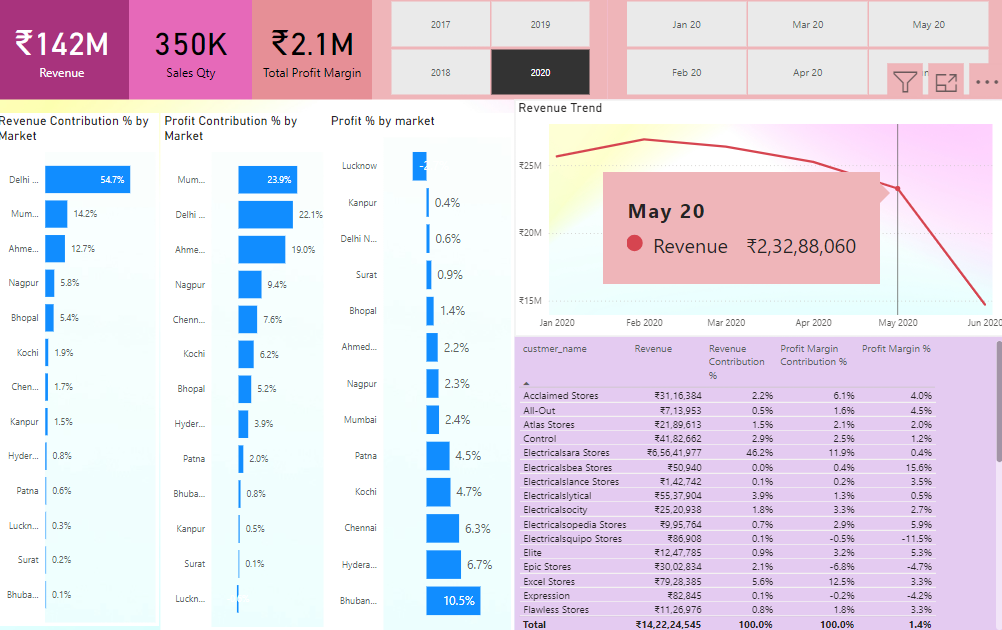 ₹142M
Revenue
350K
Sales Qty
₹2.1M
Total Profit Margin
2017
2019
2018
2020
Jan 20
Mar 20
May 20
Feb 20
Apr 20
Revenue Contribution % by
Market
Delhi ...
54.7%
Mum...
14.2%
Ahme...
12.7%
Nagpur
5.8%
Bhopal
5.4%
Kochi
1.9%
Chen...
1.7%
Kanpur
1.5%
Hyder...
0.8%
Patna
0.6%
Luckn...
0.3%
Surat
0.2%
Bhuba...
0.1%
Profit Contribution % by
Market
Mum...
23.9%
Delhi ...
22.1%
Ahme...
19.0%
Nagpur
9.4%
Chenn...
7.6%
Kochi
6.2%
Bhopal
5.2%
Hyder...
3.9%
Patna
2.0%
Bhuba...
0.8%
Kanpur
0.5%
Surat
0.1%
Luckn...
Profit % by market
Lucknow
Kanpur
0.4%
Delhi N...
0.6%
Surat
0.9%
Bhopal
1.4%
Ahmed...
2.2%
Nagpur
2.3%
Mumbai
2.4%
Patna
4.5%
Kochi
4.7%
Chennai
6.3%
Hydera...
6.7%
Bhuban...
10.5%
Revenue Trend
₹25M
₹20M
₹15M
May 20
Revenue ₹2,32,88,060
Jan 2020 Feb 2020 Mar 2020 Apr 2020 May 2020 Jun 2020
custmer_name Revenue Revenue Profit Margin Profit Margin %
Contribution Contribution %
%
Acclaimed Stores ₹31,16,384 2.2% 6.1% 4.0%
All-Out ₹7,13,953 0.5% 1.6% 4.5%
Atlas Stores ₹21,89,613 1.5% 2.1% 2.0%
Control ₹41,82,662 2.9% 2.5% 1.2%
Electricalsara Stores ₹6,56,41,977 46.2% 11.9% 0.4%
Electricalsbea Stores ₹50,940 0.0% 0.4% 15.6%
Electricalslance Stores ₹1,42,742 0.1% 0.2% 3.5%
Electricalslytical ₹55,37,904 3.9% 1.3% 0.5%
Electricalsocity ₹25,20,938 1.8% 3.3% 2.7%
Electricalsopedia Stores ₹9,95,764 0.7% 2.9% 5.9%
Electricalsquipo Stores ₹86,908 0.1% -0.5% -11.5%
Elite ₹12,47,785 0.9% 3.2% 5.3%
Epic Stores ₹30,02,834 2.1% -6.8% -4.7%
Excel Stores ₹79,28,385 5.6% 12.5% 3.3%
Expression ₹82,845 0.1% -0.2% -4.2%
Flawless Stores ₹11,26,976 0.8% 1.8% 3.3%
Total ₹14,22,24,545 100.0% 100.0% 1.4%